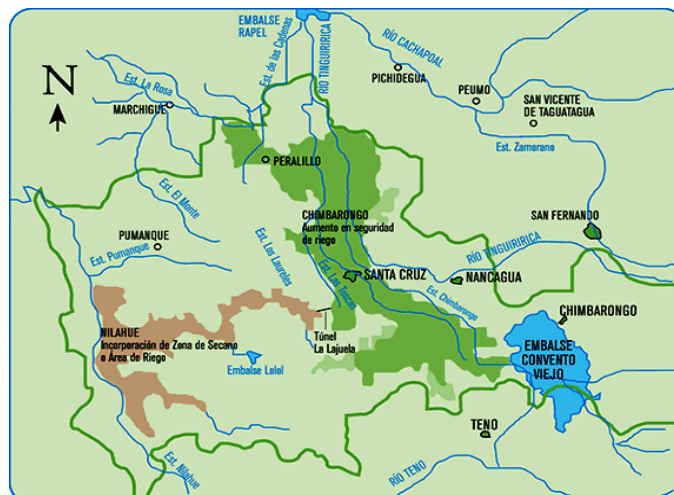 EMBALSE
RAPEL
Est. de las Cadenas
RÍO TINGUIRIRICA
RÍO CACHAPOAL
PICHIDEGUA
PEUMO
SAN VICENTE
DE TAGUATAGUA
Est. Zamorano
N
Est. La Rosa
MARCHIGUE
PERALILLO
Est. El Monte
CHIMBARONGO
Aumento en seguridad
de riego
SAN FERNANDO
PUMANQUE
Est. Pumanque
Est. Los Laureles
Est. Las Toscas
SANTA CRUZ
RÍO TINGUIRIRICA
NANCAGUA
Est. Chimbarongo
CHIMBARONGO
NILAHUE
Incorporación de Zona de Secano
a Área de Riego
Túnel
La Lajuela
EMBALSE
CONVENTO
VIEJO
Embalse Lolol
TENO
Est. Nilahue
RÍO TENO